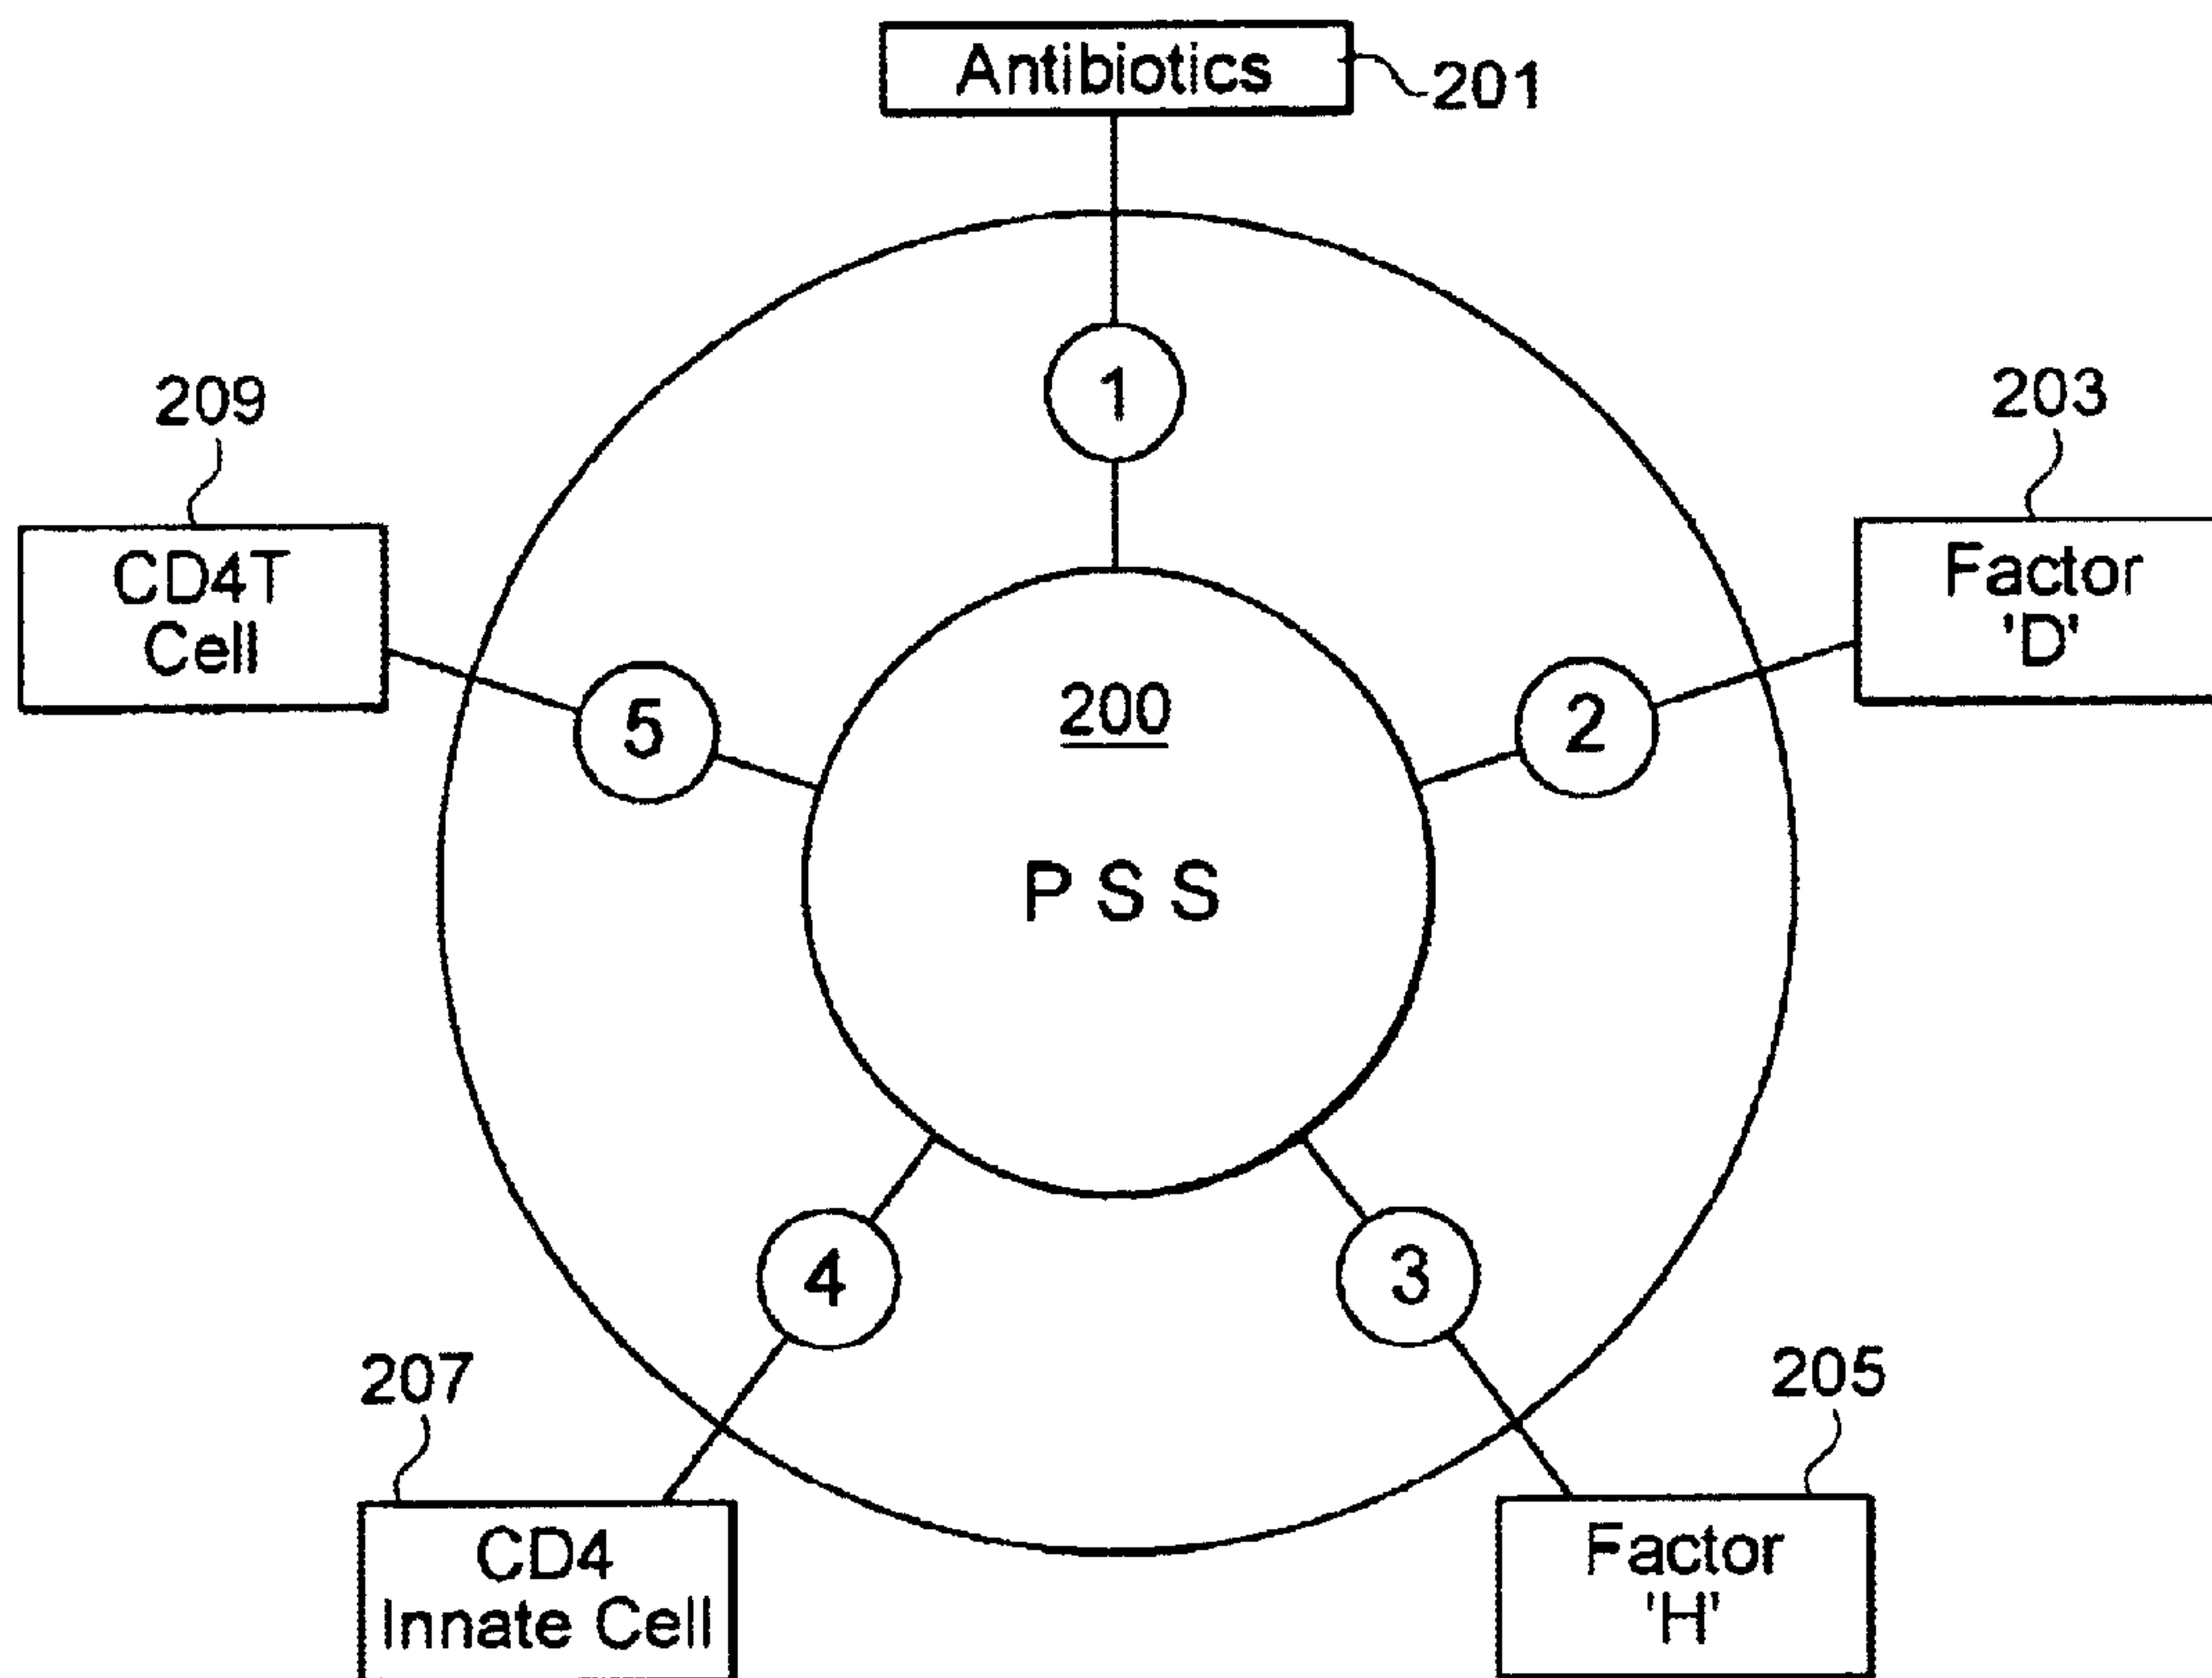 Antibiotics
201
209
203
CD4T
Cell
Factor
'D'
1
5
2
200
P S S
4
3
207
205
CD4
Innate Cell
Factor
'H'